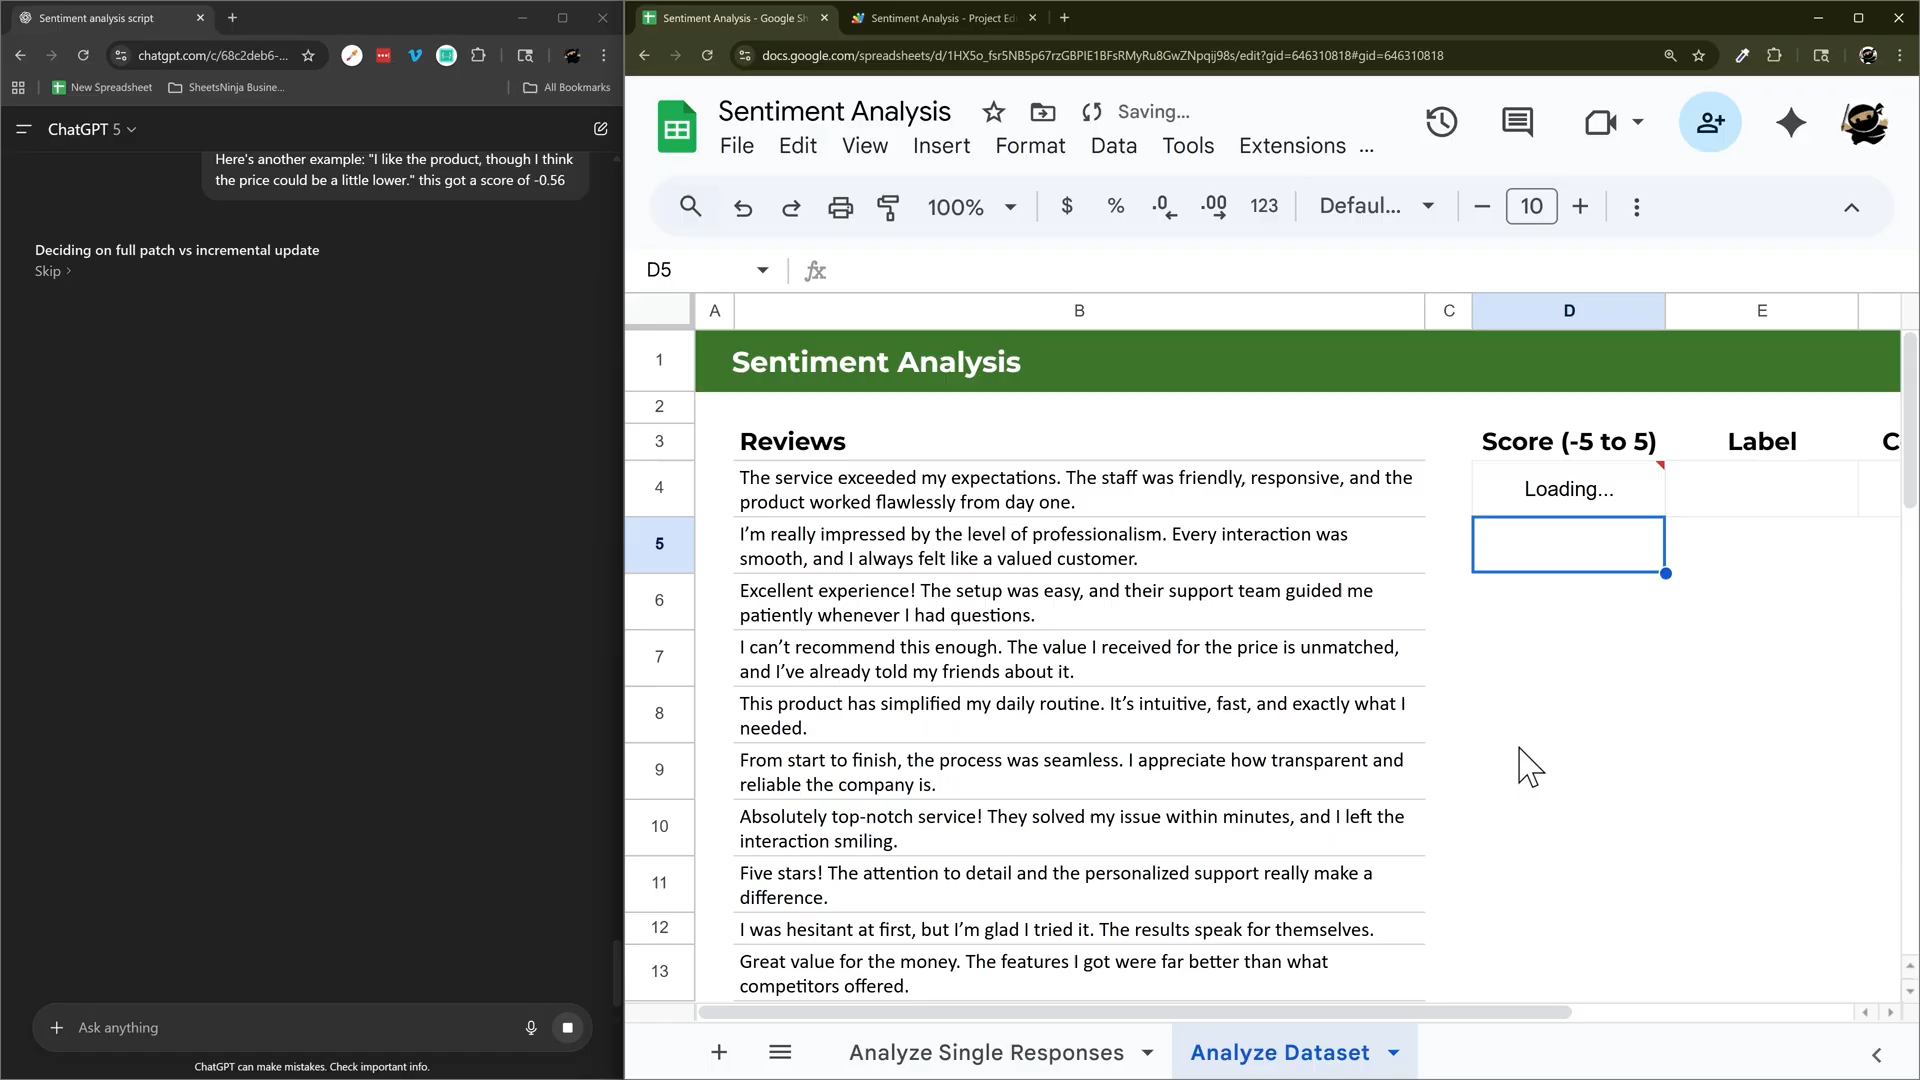 Sentiment analysis script
chatgpt.com/c/68c2deb6-...
New Spreadsheet
SheetsNinja Busine...
All Bookmarks
ChatGPT 5
Here's another example: "I like the product, though I think
the price could be a little lower." this got a score of -0.56
Deciding on full patch vs incremental update
Skip
Ask anything
ChatGPT can make mistakes. Check important info.
Sentiment Analysis - Google Sh
Sentiment Analysis - Project Ed
docs.google.com/spreadsheets/d/1HX5o_fsr5NB5p67rzGBPIE1BFsRMyRu8GwZNpqij98s/edit?gid=646310818#gid=646310818
Sentiment Analysis
Saving...
File Edit View Insert Format Data Tools Extensions ...
100% $ % .0 .00 123 Defaul... 10
D5 fx
A B C D E
1 Sentiment Analysis
2
3 Reviews Score (-5 to 5) Label C
4 The service exceeded my expectations. The staff was friendly, responsive, and the
product worked flawlessly from day one.
Loading...
5 I'm really impressed by the level of professionalism. Every interaction was
smooth, and I always felt like a valued customer.
6 Excellent experience! The setup was easy, and their support team guided me
patiently whenever I had questions.
7 I can't recommend this enough. The value I received for the price is unmatched,
and I've already told my friends about it.
8 This product has simplified my daily routine. It's intuitive, fast, and exactly what I
needed.
9 From start to finish, the process was seamless. I appreciate how transparent and
reliable the company is.
10 Absolutely top-notch service! They solved my issue within minutes, and I left the
interaction smiling.
11 Five stars! The attention to detail and the personalized support really make a
difference.
12 I was hesitant at first, but I'm glad I tried it. The results speak for themselves.
13 Great value for the money. The features I got were far better than what
competitors offered.
Analyze Single Responses
Analyze Dataset